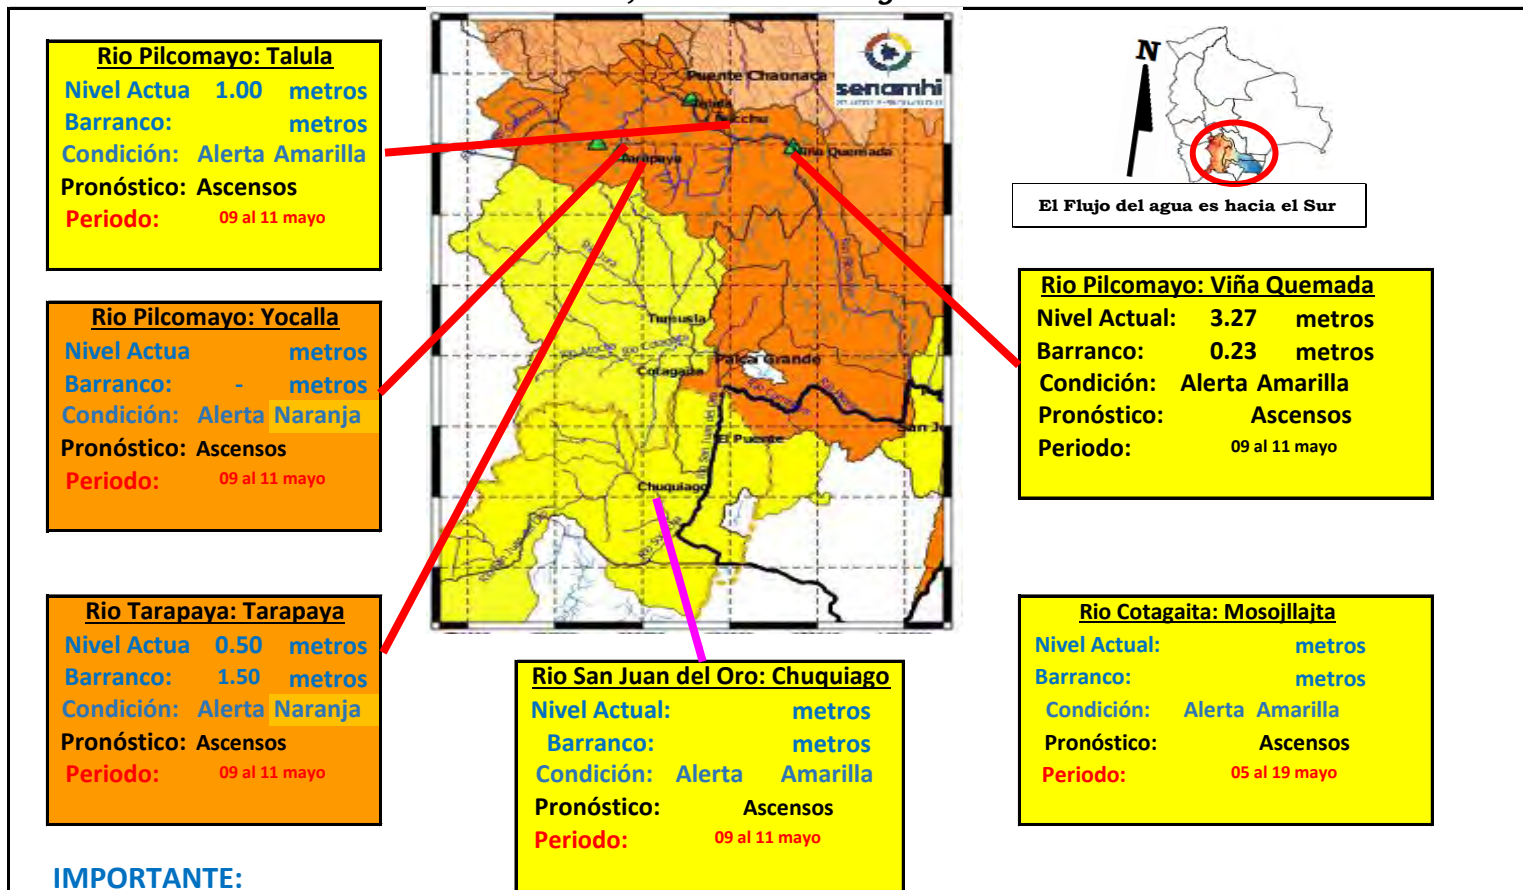 Rio Pilcomayo: Talula
Nivel Actua 1.00 metros
Barranco: metros
Condición: Alerta Amarilla
Pronóstico: Ascensos
Periodo: 09 al 11 mayo
Rio Pilcomayo: Yocalla
Nivel Actua metros
Barranco: - metros
Condición: Alerta Naranja
Pronóstico: Ascensos
Periodo: 09 al 11 mayo
Rio Tarapaya: Tarapaya
Nivel Actua 0.50 metros
Barranco: 1.50 metros
Condición: Alerta Naranja
Pronóstico: Ascensos
Periodo: 09 al 11 mayo
IMPORTANTE:
senamhi
Puente Chaunaca
Tarapaya
Viña Quemada
Tumusla
Palca Grande
Cotagaita
Rio Cotagaita
El Puente
Rio San Juan del Oro
Chuquiago
Rio San Juan del Oro: Chuquiago
Nivel Actual: metros
Barranco: metros
Condición: Alerta Amarilla
Pronóstico: Ascensos
Periodo: 09 al 11 mayo
N
El Flujo del agua es hacia el Sur
Rio Pilcomayo: Viña Quemada
Nivel Actual: 3.27 metros
Barranco: 0.23 metros
Condición: Alerta Amarilla
Pronóstico: Ascensos
Periodo: 09 al 11 mayo
Rio Cotagaita: Mosojllajta
Nivel Actual: metros
Barranco: metros
Condición: Alerta Amarilla
Pronóstico: Ascensos
Periodo: 05 al 19 mayo